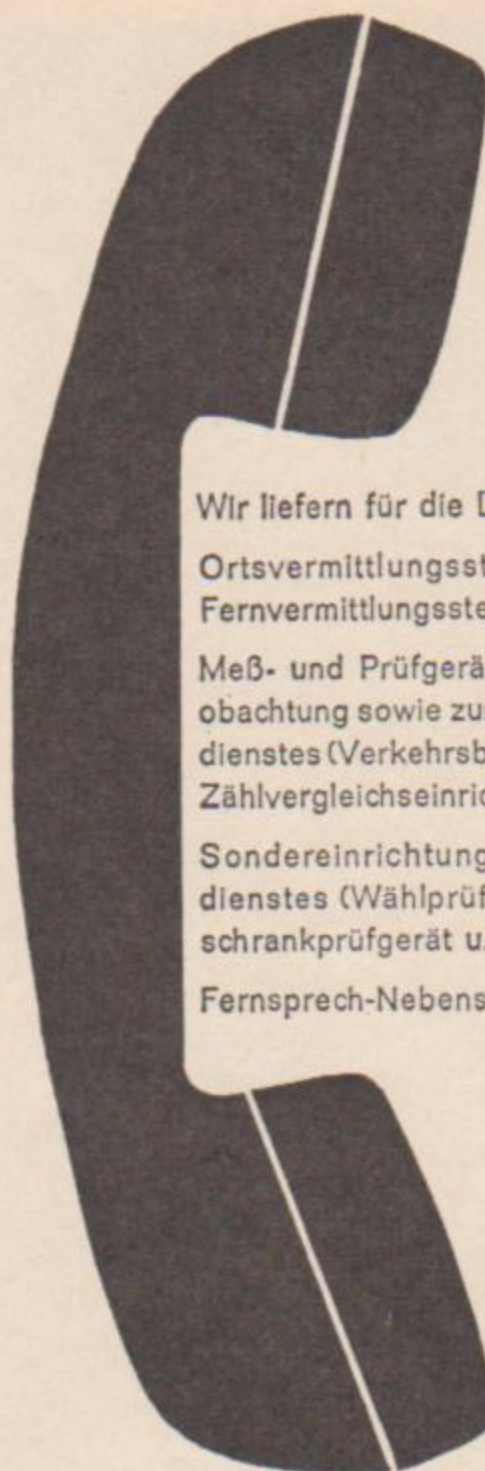 Wir liefern für die D
Ortsvermittlungsst
Fernvermittlungsste
Meß- und Prüfgerä
obachtung sowie zu
dienstes (Verkehrsb
Zählvergleichseinric
Sondereinrichtung
dienstes (Wählprüf
schrankprüfgerät u.
Fernsprech-Nebens